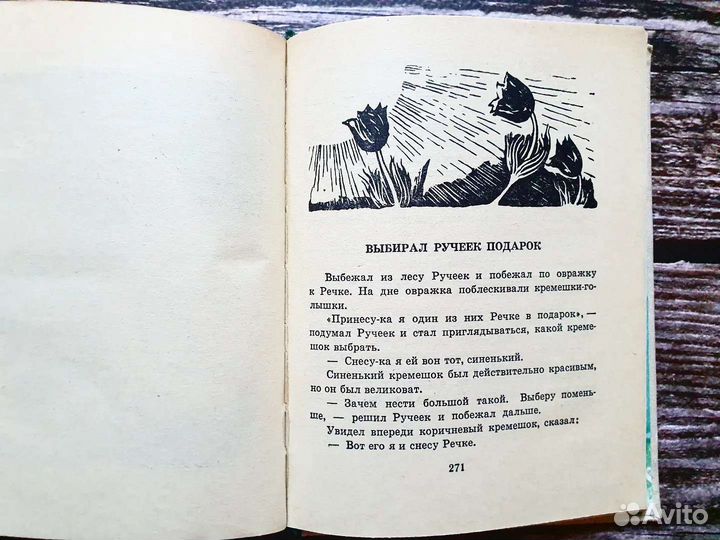 ВЫБИРАЛ РУЧЕЕК ПОДАРОК
Выбежал из лесу Ручеек и побежал по овражку
к Речке. На дне овражка поблескивали кремешки-го-
лышки.
«Принесу-ка я один из них Речке в подарок», —
подумал Ручеек и стал приглядываться, какой креме-
шок выбрать.
— Снесу-ка я ей вон тот, синенький.
Синенький кремешок был действительно красивым,
но он был великоват.
— Зачем нести большой такой. Выберу помень-
ше, — решил Ручеек и побежал дальше.
Увидел впереди коричневый кремешок, сказал:
— Вот его я и снесу Речке.
271
Avito